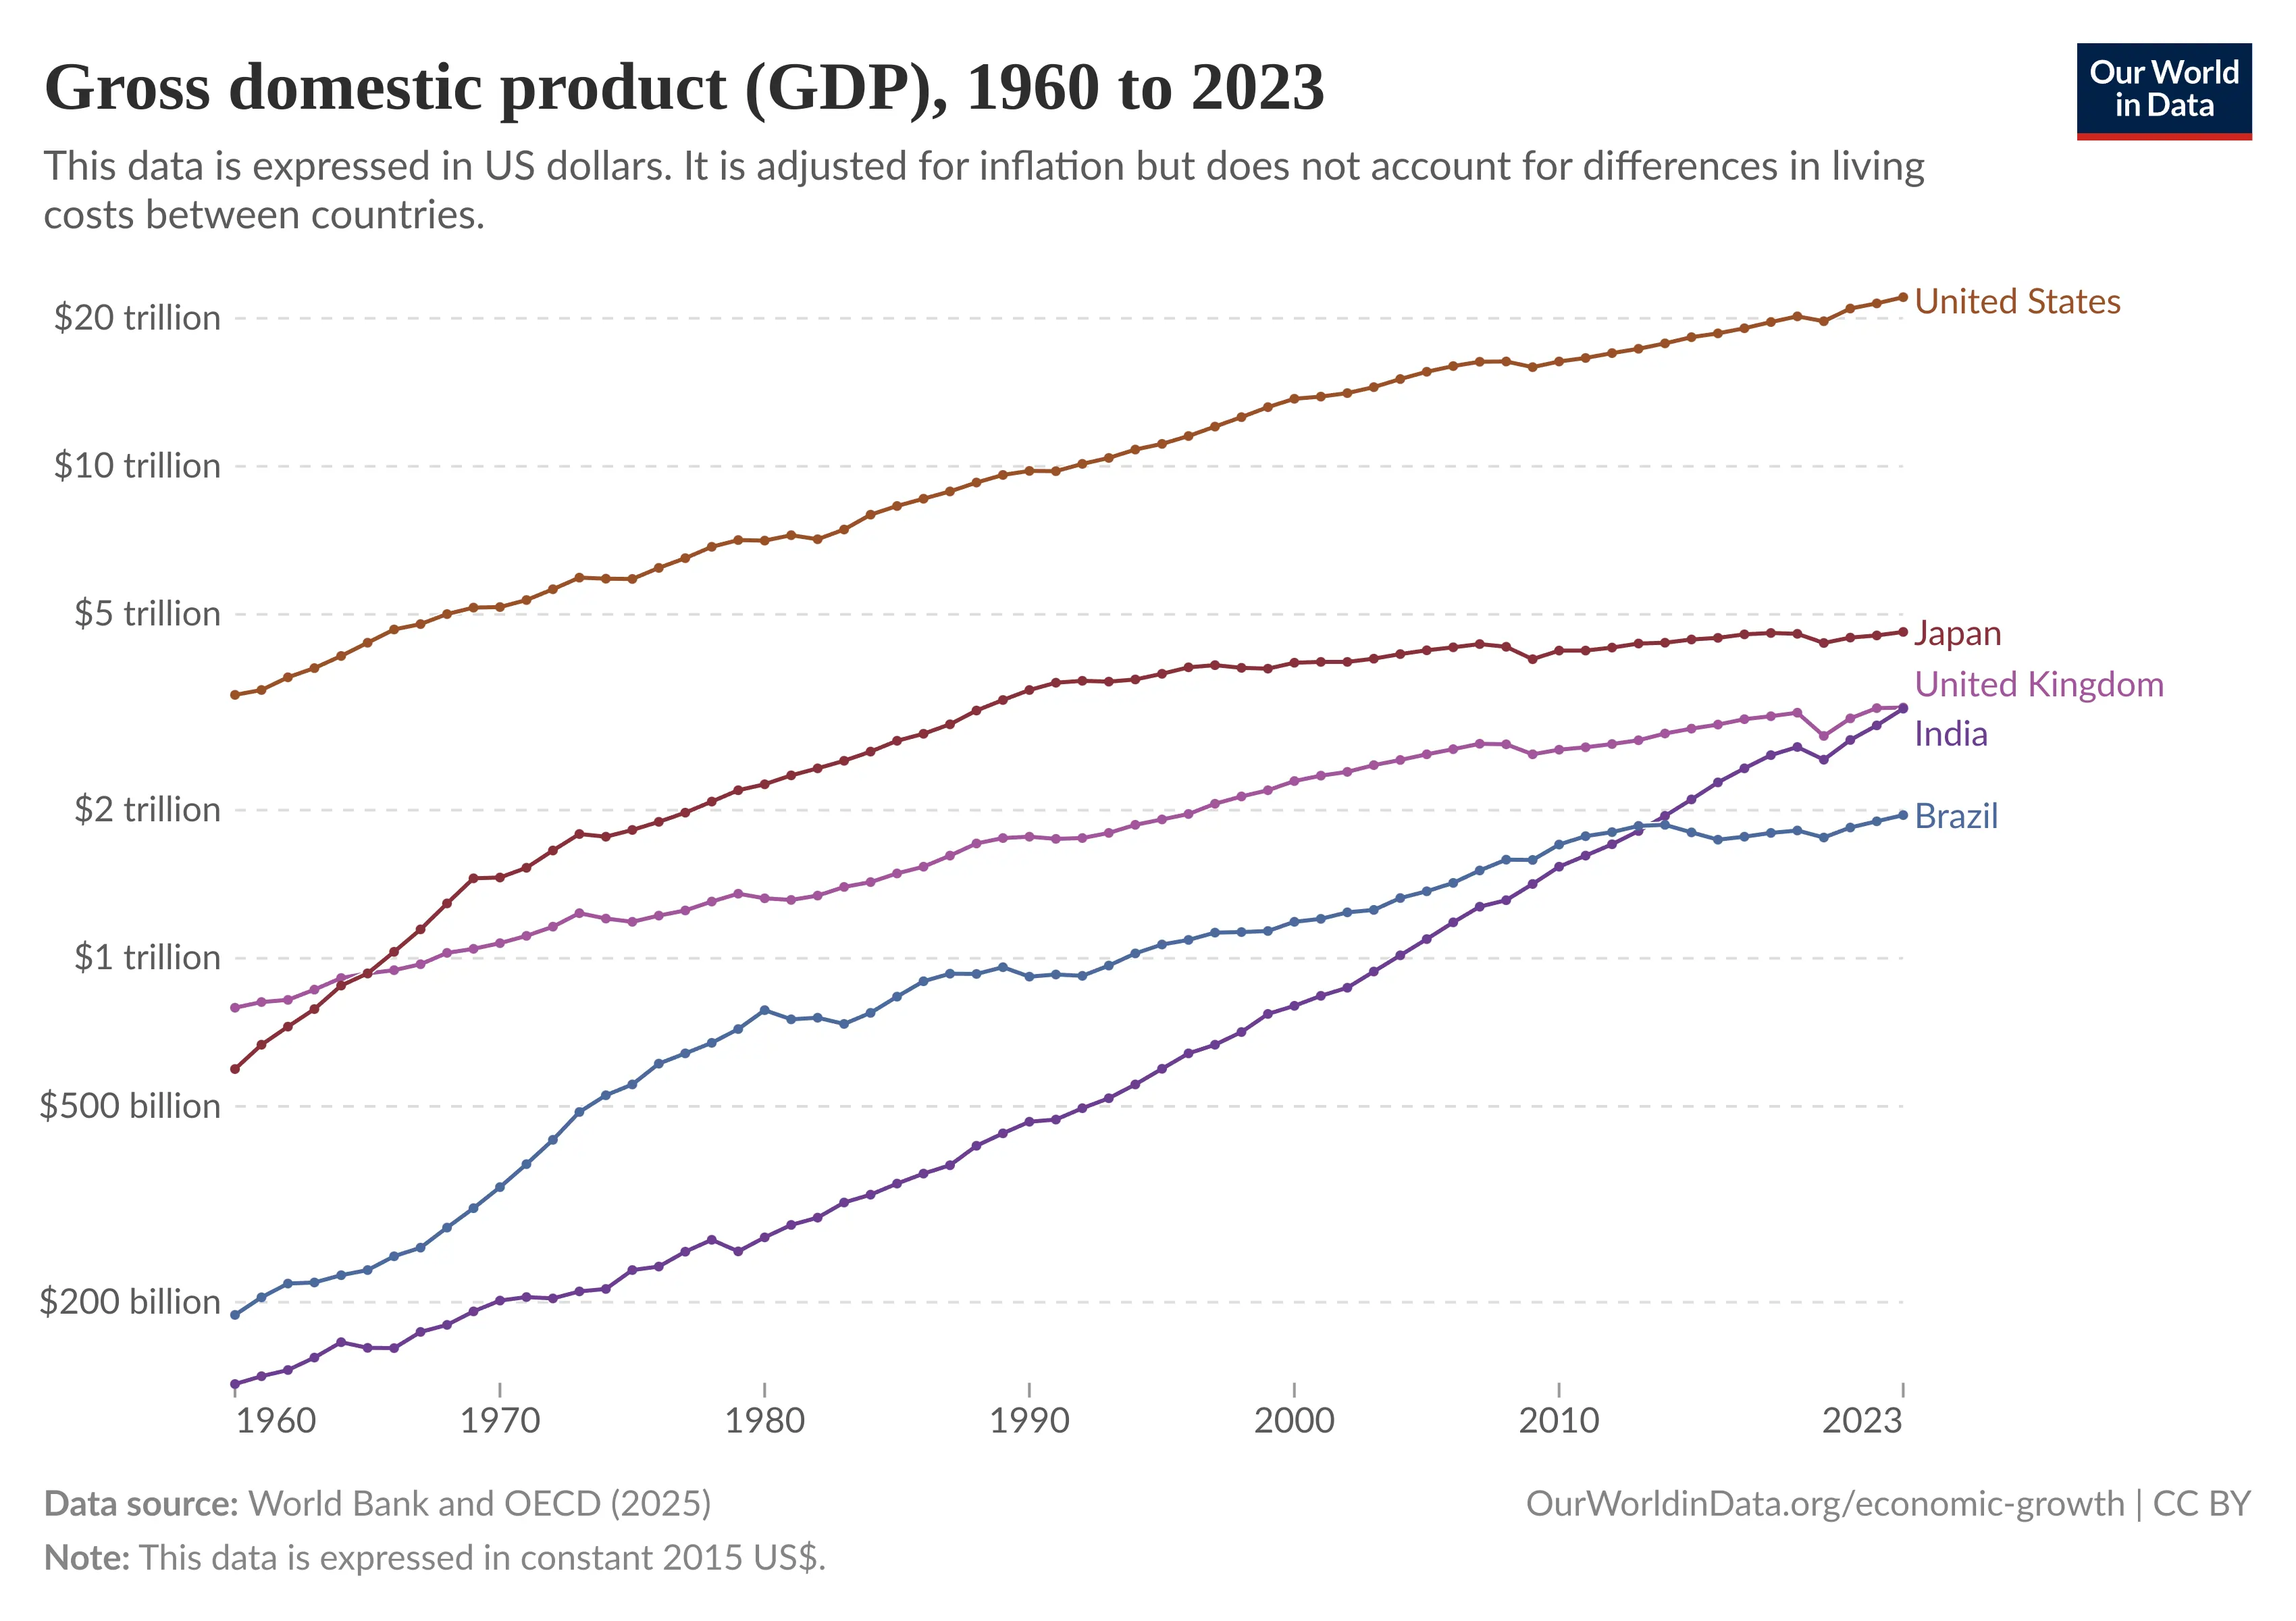 Gross domestic product (GDP), 1960 to 2023
Our World
in Data
This data is expressed in US dollars. It is adjusted for inflation but does not account for differences in living
costs between countries.
$20 trillion
$10 trillion
$5 trillion
$2 trillion
$1 trillion
$500 billion
$200 billion
United States
Japan
United Kingdom
India
Brazil
1960
1970
1980
1990
2000
2010
2023
Data source: World Bank and OECD (2025)
OurWorldinData.org/economic-growth | CC BY
Note: This data is expressed in constant 2015 US$.